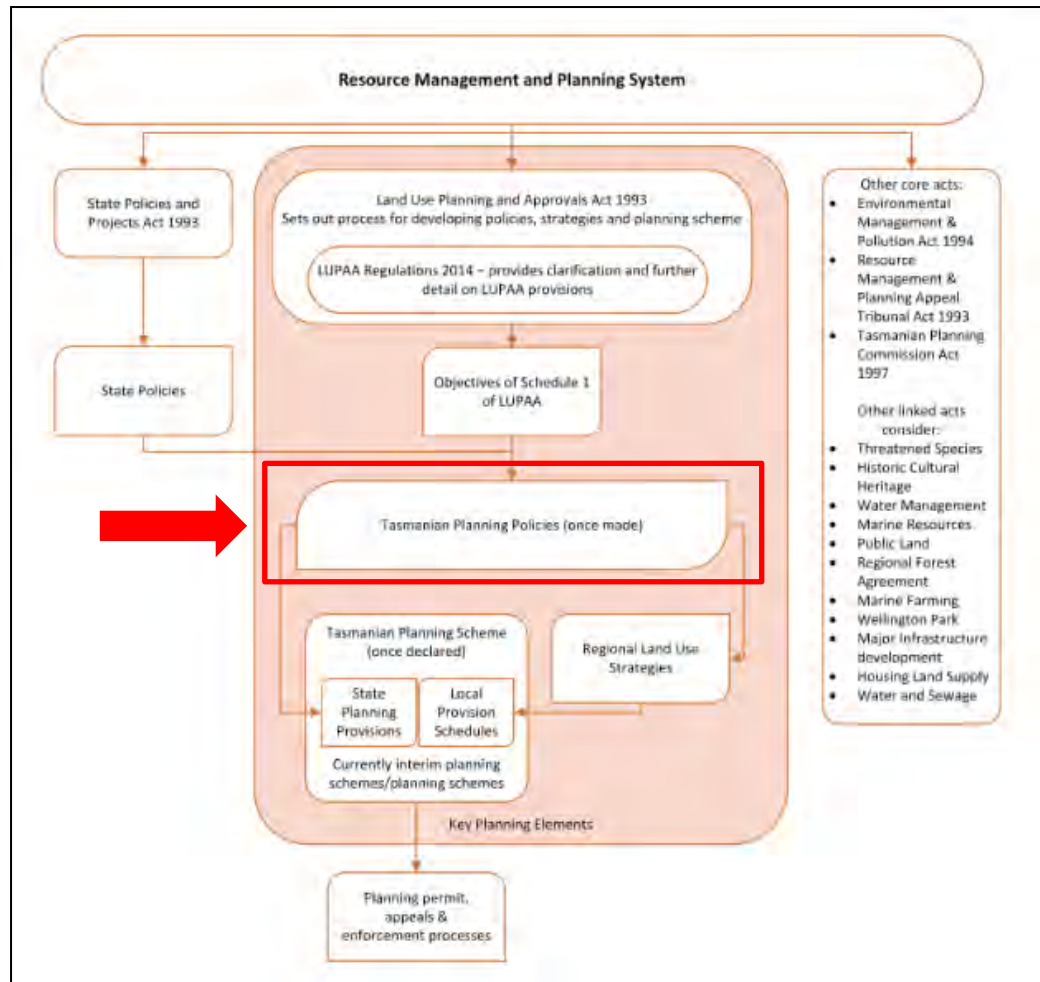 Resource Management and Planning System
State Policies and
Projects Act 1993
State Policies
Land Use Planning and Approvals Act 1993
Sets out process for developing policies, strategies and planning scheme
LUPAA Regulations 2014 – provides clarification and further
detail on LUPAA provisions
Objectives of Schedule 1
of LUPAA
Tasmanian Planning Policies (once made)
Tasmanian Planning Scheme
(once declared)
State
Planning
Provisions
Local
Provision
Schedules
Currently interim planning
schemes/planning schemes
Regional Land Use
Strategies
Key Planning Elements
Planning permit,
appeals &
enforcement processes
Other core acts:
• Environmental
Management &
Pollution Act 1994
• Resource
Management &
Planning Appeal
Tribunal Act 1993
• Tasmanian Planning
Commission Act
1997
Other linked acts
consider:
• Threatened Species
• Historic Cultural
Heritage
• Water Management
• Marine Resources
• Public Land
• Regional Forest
Agreement
• Marine Farming
• Wellington Park
• Major Infrastructure
development
• Housing Land Supply
• Water and Sewage